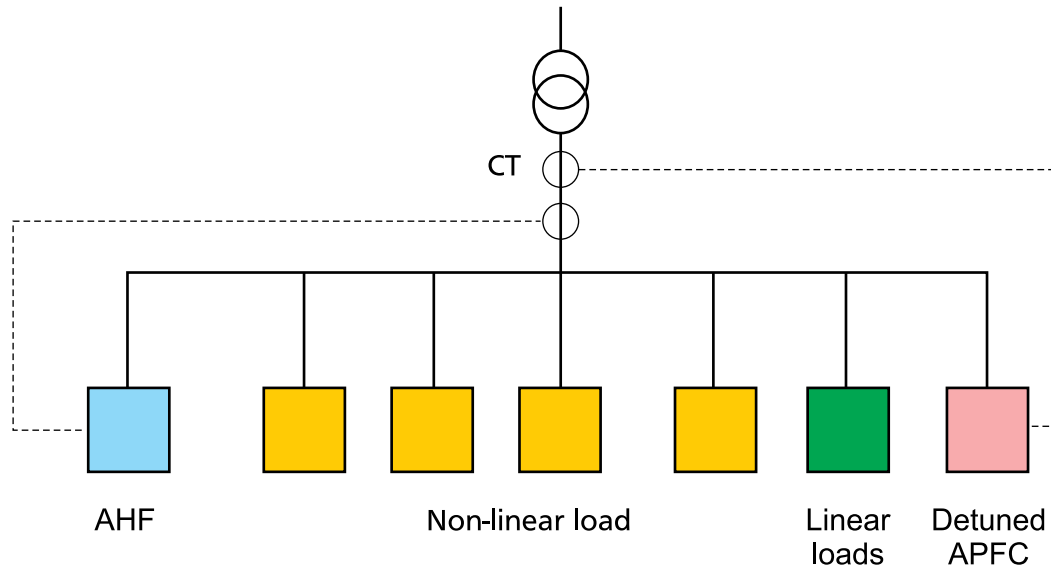 CT
AHF
Non-linear load
Linear
loads
Detuned
APFC